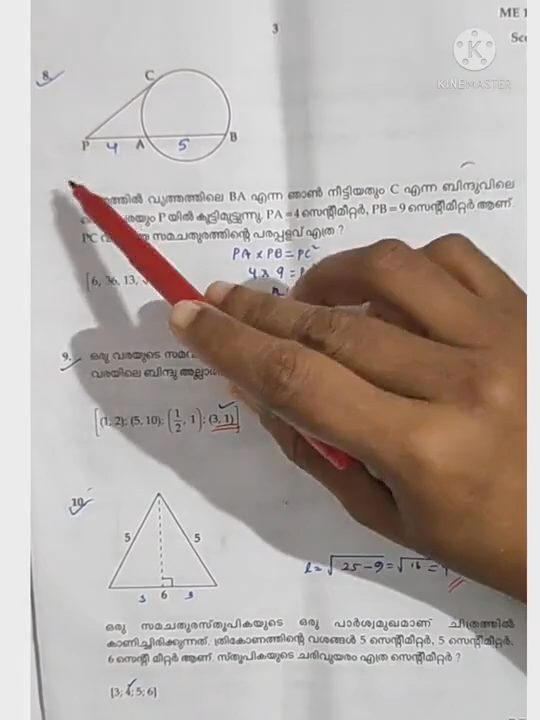 3
ME 1
Sco
KINEMASTER
8.
C
P 4 A 5 B
ത്തിൽ വൃത്തത്തിലെ BA എന്ന ഞാൺ നീട്ടിയതും C എന്ന ബിന്ദുവിലെ
യും P യിൽ കൂട്ടിമുട്ടുന്നു. PA = 4 സെന്റീമീറ്റർ, PB = 9 സെന്റീമീറ്റർ ആണ്.
PC സമചതുരത്തിന്റെ പരപ്പളവ് എത്ര ?
PA x PB = PC²
[6, 36, 13,
4 x 9 =
9. ഒരു വരയുടെ
വരയിലെ ബിന്ദു
[(1, 2); (5, 10); (1/2, 1); (3, 1)]
10.
5 5
3 6 3
l = √25-9 = √16 = 4
ഒരു സമചതുരസ്തൂപികയുടെ ഒരു പാർശ്വമുഖമാണ് ചിത്രത്തിൽ
കാണിച്ചിരിക്കുന്നത്. ത്രികോണത്തിന്റെ വശങ്ങൾ 5 സെന്റീമീറ്റർ, 5 സെന്റീമീറ്റർ,
6 സെന്റി മീറ്റർ ആണ്. സ്തൂപികയുടെ ചരിവുയരം എത്ര സെന്റീമീറ്റർ ?
[3; 4; 5; 6]